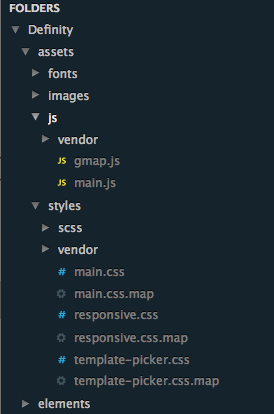 FOLDERS
Definity
assets
fonts
images
js
vendor
JS gmap.js
JS main.js
styles
scss
vendor
# main.css
main.css.map
# responsive.css
responsive.css.map
# template-picker.css
template-picker.css.map
elements